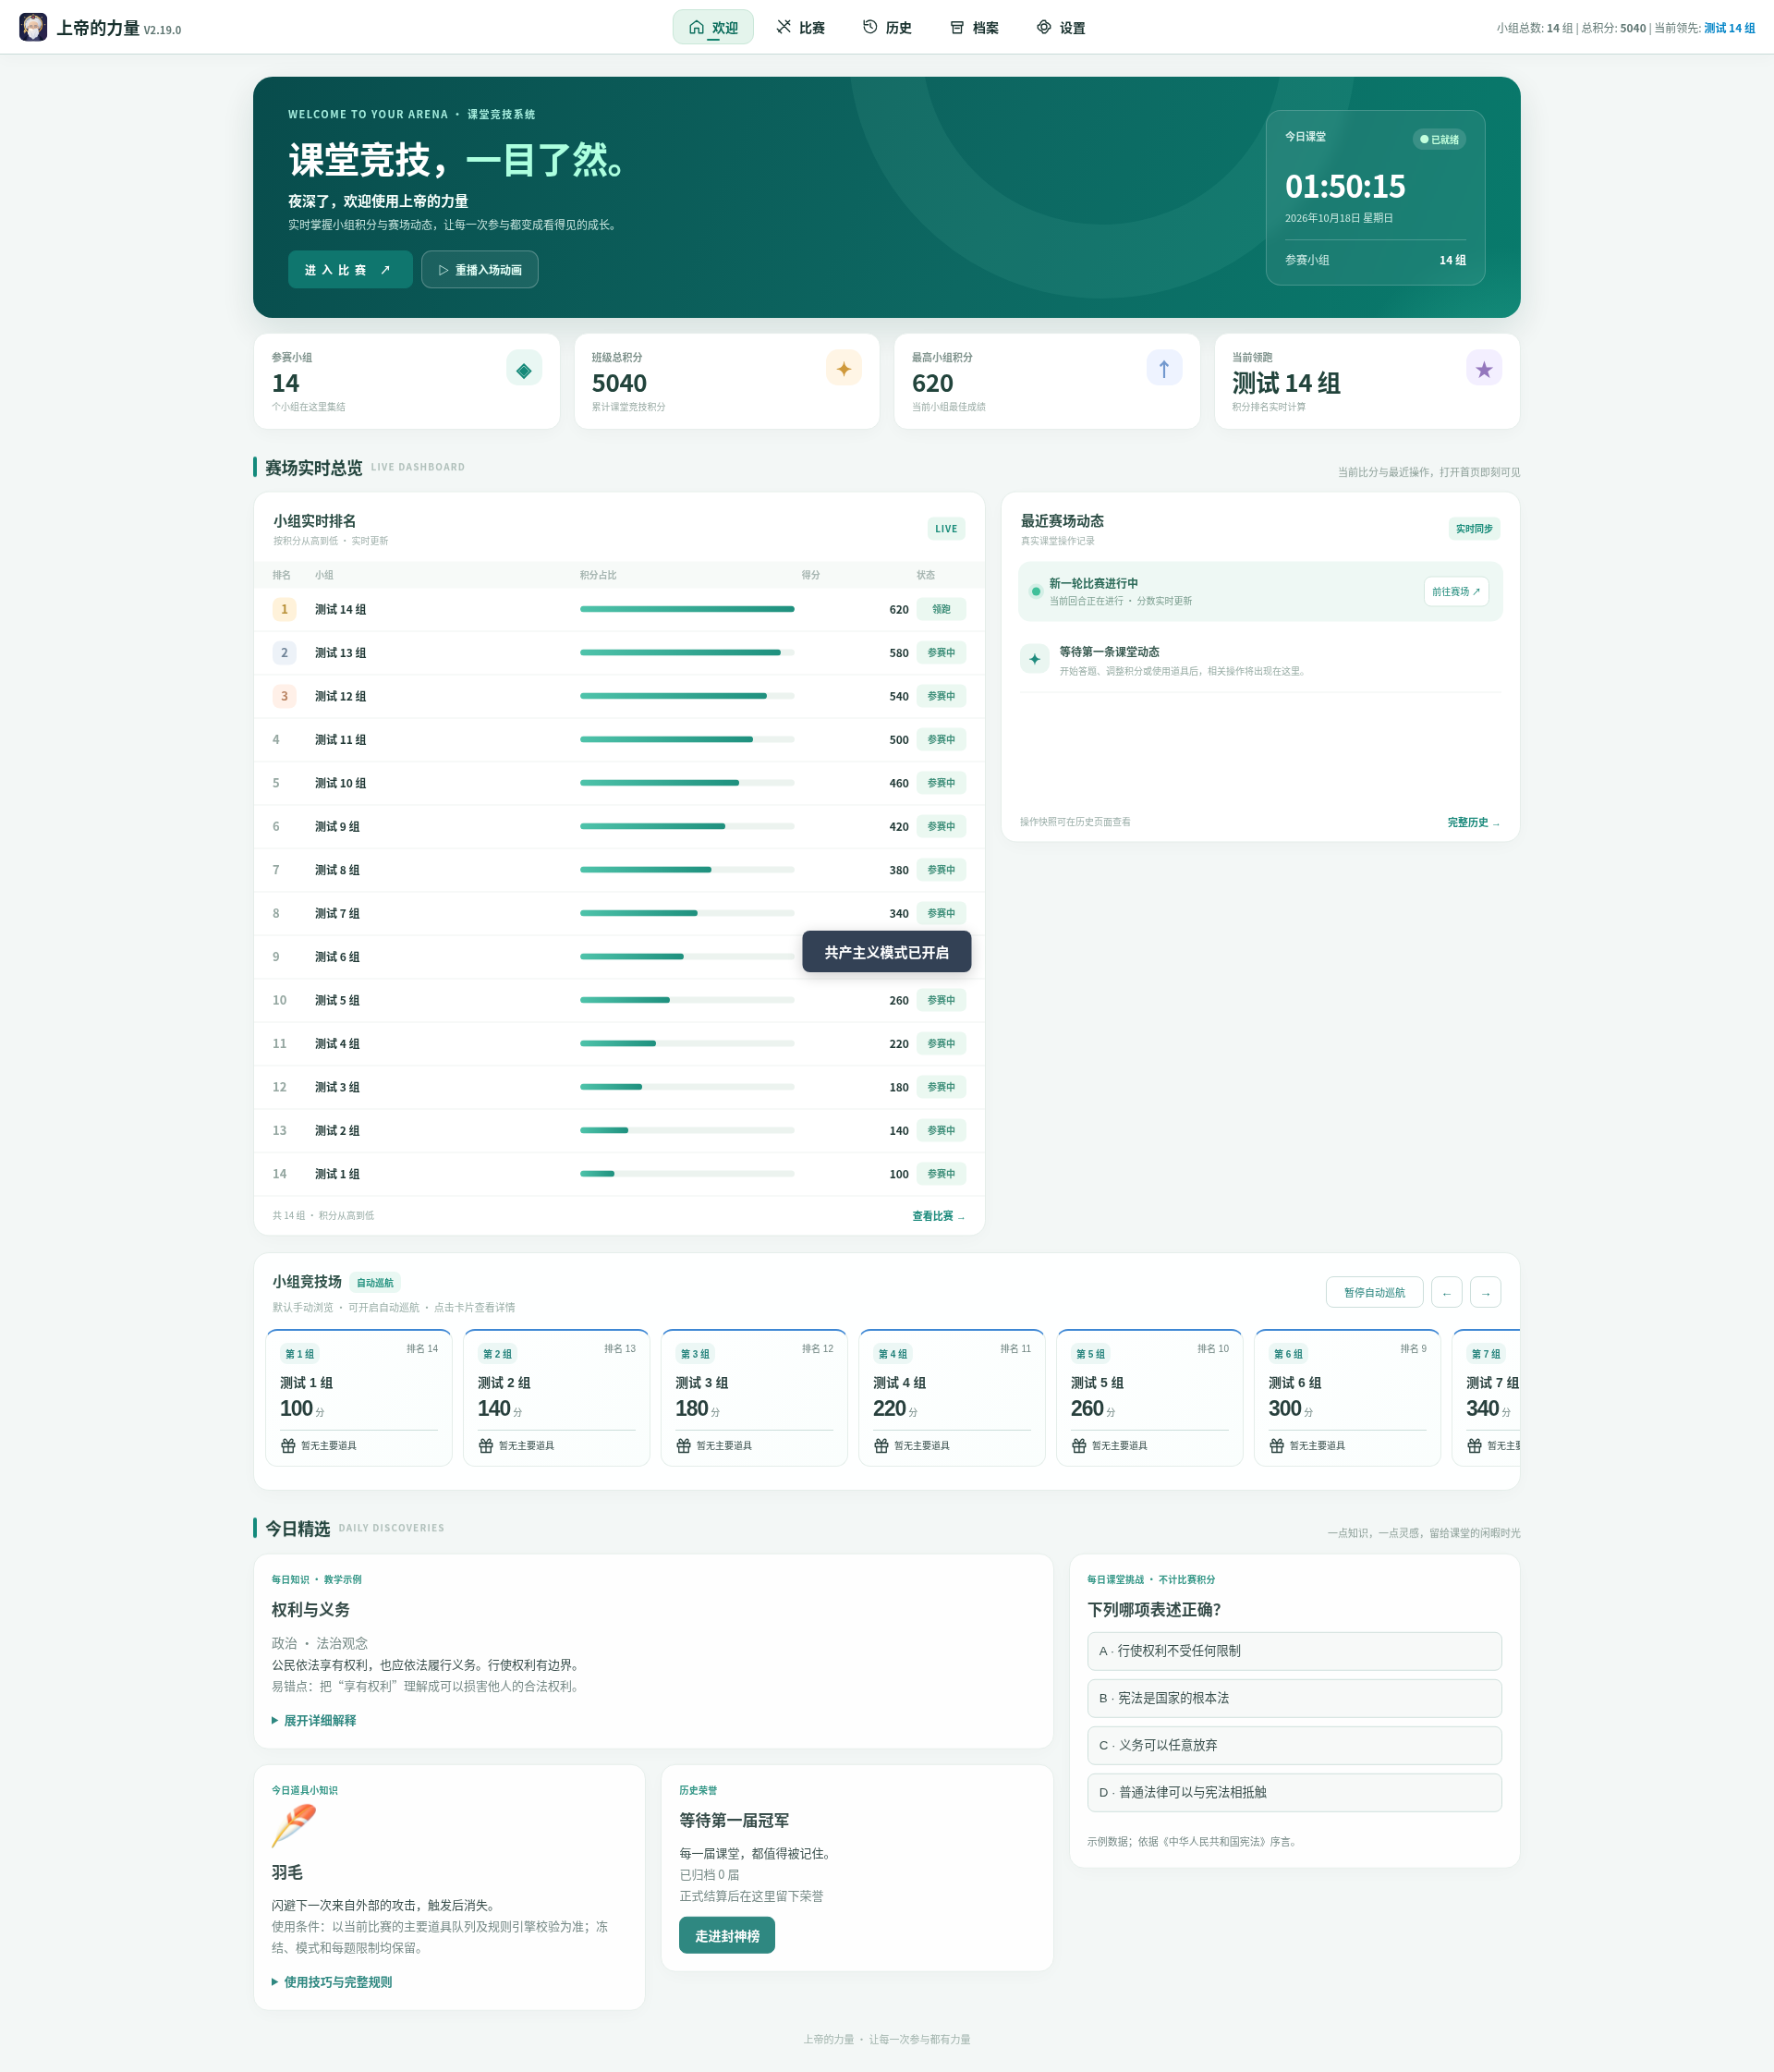 上帝的力量 V2.19.0
欢迎
比赛
历史
档案
设置
小组总数: 14 组 | 总积分: 5040 | 当前领先: 测试 14 组
WELCOME TO YOUR ARENA · 课堂竞技系统
课堂竞技，一目了然。
夜深了，欢迎使用上帝的力量
实时掌握小组积分与赛场动态，让每一次参与都变成看得见的成长。
进入比赛 ↗
▷ 重播入场动画
今日课堂
已就绪
01:50:15
2026年10月18日 星期日
参赛小组 14 组
参赛小组
14
个小组在这里集结
班级总积分
5040
累计课堂竞技积分
最高小组积分
620
当前小组最佳成绩
当前领跑
测试 14 组
积分排名实时计算
赛场实时总览 LIVE DASHBOARD
当前比分与最近操作，打开首页即刻可见
小组实时排名
按积分从高到低 · 实时更新
LIVE
排名 小组 积分占比 得分 状态
1 测试 14 组 620 领跑
2 测试 13 组 580 参赛中
3 测试 12 组 540 参赛中
4 测试 11 组 500 参赛中
5 测试 10 组 460 参赛中
6 测试 9 组 420 参赛中
7 测试 8 组 380 参赛中
8 测试 7 组 340 参赛中
9 测试 6 组
共产主义模式已开启
10 测试 5 组 260 参赛中
11 测试 4 组 220 参赛中
12 测试 3 组 180 参赛中
13 测试 2 组 140 参赛中
14 测试 1 组 100 参赛中
共 14 组 · 积分从高到低
查看比赛 →
最近赛场动态
真实课堂操作记录
实时同步
新一轮比赛进行中
当前回合正在进行 · 分数实时更新
前往赛场 ↗
等待第一条课堂动态
开始答题、调整积分或使用道具后，相关操作将出现在这里。
操作快照可在历史页面查看
完整历史 →
小组竞技场 自动巡航
默认手动浏览 · 可开启自动巡航 · 点击卡片查看详情
暂停自动巡航 ← →
第 1 组 排名 14
测试 1 组
100 分
暂无主要道具
第 2 组 排名 13
测试 2 组
140 分
暂无主要道具
第 3 组 排名 12
测试 3 组
180 分
暂无主要道具
第 4 组 排名 11
测试 4 组
220 分
暂无主要道具
第 5 组 排名 10
测试 5 组
260 分
暂无主要道具
第 6 组 排名 9
测试 6 组
300 分
暂无主要道具
第 7 组
测试 7 组
340 分
暂无主
今日精选 DAILY DISCOVERIES
一点知识，一点灵感，留给课堂的闲暇时光
每日知识 · 教学示例
权利与义务
政治 · 法治观念
公民依法享有权利，也应依法履行义务。行使权利有边界。
易错点：把“享有权利”理解成可以损害他人的合法权利。
▶ 展开详细解释
每日课堂挑战 · 不计比赛积分
下列哪项表述正确？
A · 行使权利不受任何限制
B · 宪法是国家的根本法
C · 义务可以任意放弃
D · 普通法律可以与宪法相抵触
示例数据；依据《中华人民共和国宪法》序言。
今日道具小知识
羽毛
闪避下一次来自外部的攻击，触发后消失。
使用条件：以当前比赛的主要道具队列及规则引擎校验为准；冻
结、模式和每题限制均保留。
▶ 使用技巧与完整规则
历史荣誉
等待第一届冠军
每一届课堂，都值得被记住。
已归档 0 届
正式结算后在这里留下荣誉
走进封神榜
上帝的力量 · 让每一次参与都有力量